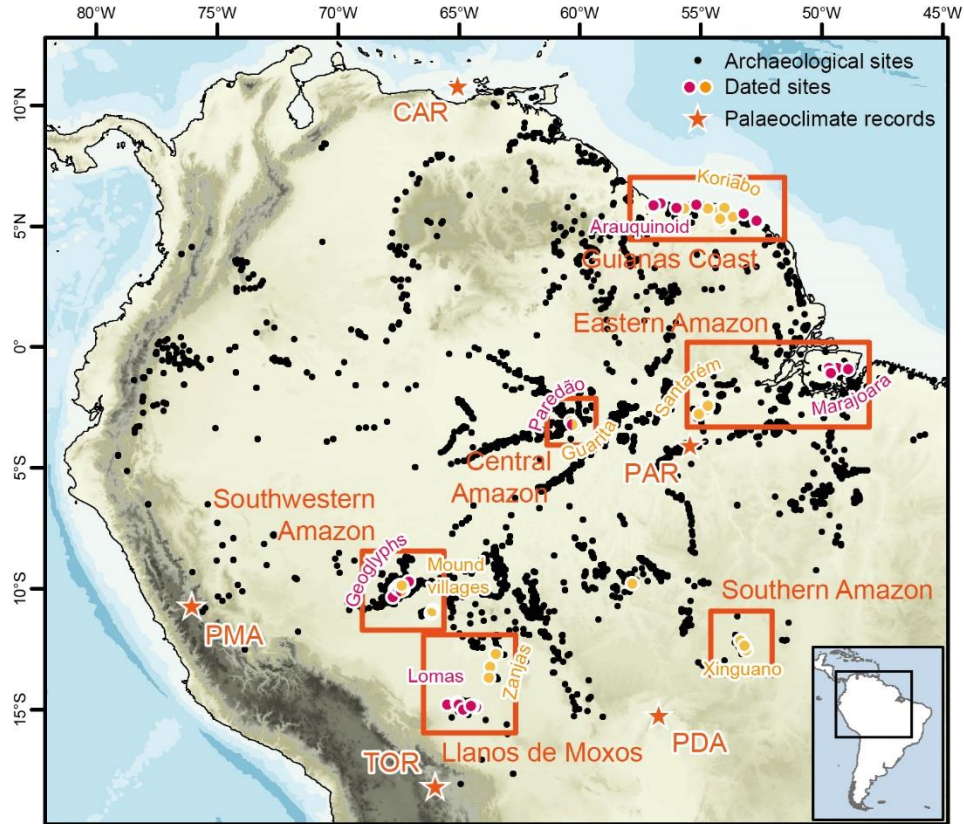 80°W 75°W 70°W 65°W 60°W 55°W 50°W 45°W
Archaeological sites
Dated sites
Palaeoclimate records
10°N
CAR
Koriabo
5°N
Arauquinoid
Guianas Coast
Eastern Amazon
0°
Santarém
Marajoara
Paredão
Guarita
Central
Amazon
PAR
5°S
Southwestern
Amazon
Geoglyphs
Mound
villages
10°S
Southern Amazon
PMA
Xinguano
Lomas
Zanjas
15°S
Llanos de Moxos
PDA
TOR